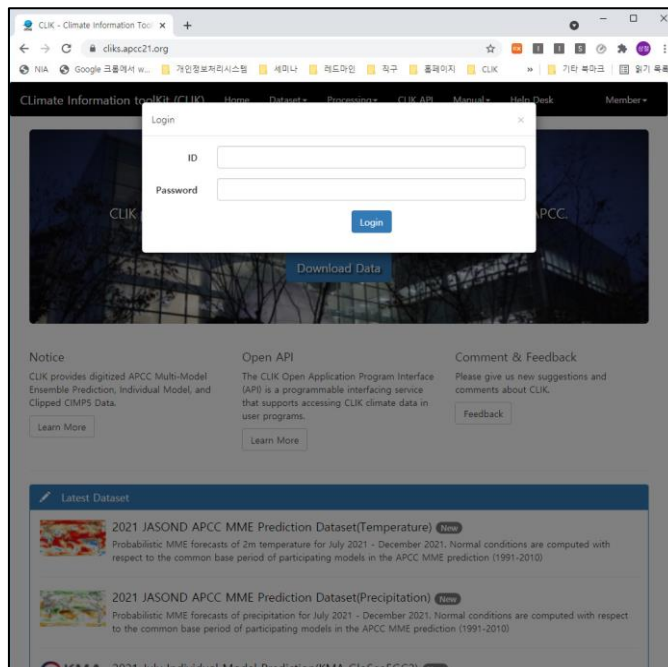 CLIK - Climate Information Tool
cliks.apcc21.org
NIA
Google 크롬에서 w...
개인정보처리시스템
세미나
레드마인
직구
홈페이지
CLIK
기타 북마크
읽기 목록
CLimate Information toolKit (CLIK) Home Dataset Processing CLIK API Manual Help Desk Member
Login
ID
Password
Login
CLIK
APCC.
Download Data
Notice
CLIK provides digitized APCC Multi-Model
Ensemble Prediction, Individual Model, and
Clipped CIMP5 Data.
Learn More
Open API
The CLIK Open Application Program Interface
(API) is a programmable interfacing service
that supports accessing CLIK climate data in
user programs.
Learn More
Comment & Feedback
Please give us new suggestions and
comments about CLIK.
Feedback
Latest Dataset
2021 JASOND APCC MME Prediction Dataset(Temperature) New
Probabilistic MME forecasts of 2m temperature for July 2021 - December 2021. Normal conditions are computed with
respect to the common base period of participating models in the APCC MME prediction (1991-2010)
2021 JASOND APCC MME Prediction Dataset(Precipitation) New
Probabilistic MME forecasts of precipitation for July 2021 - December 2021. Normal conditions are computed with respect
to the common base period of participating models in the APCC MME prediction (1991-2010)